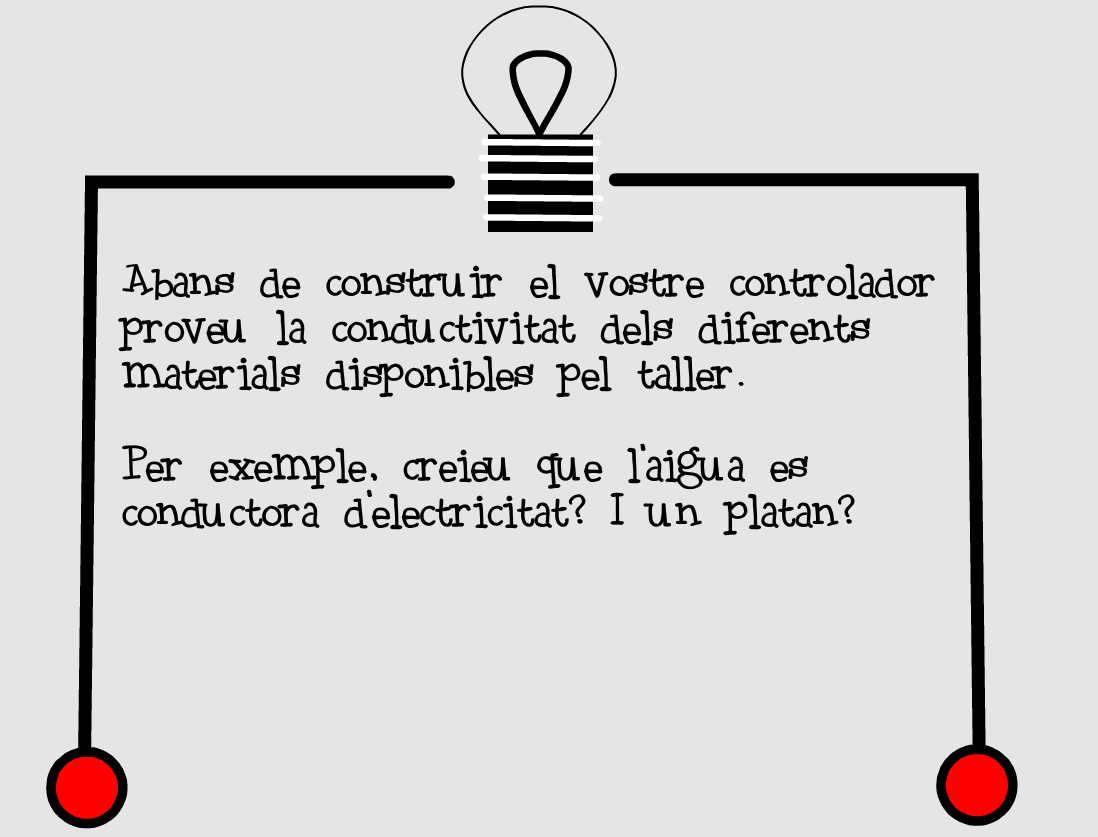 Abans de construir el vostre controlador
proveu la conductivitat dels diferents
materials disponibles pel taller.
Per exemple, creieu que l'aigua es
conductora d'electricitat? I un platan?